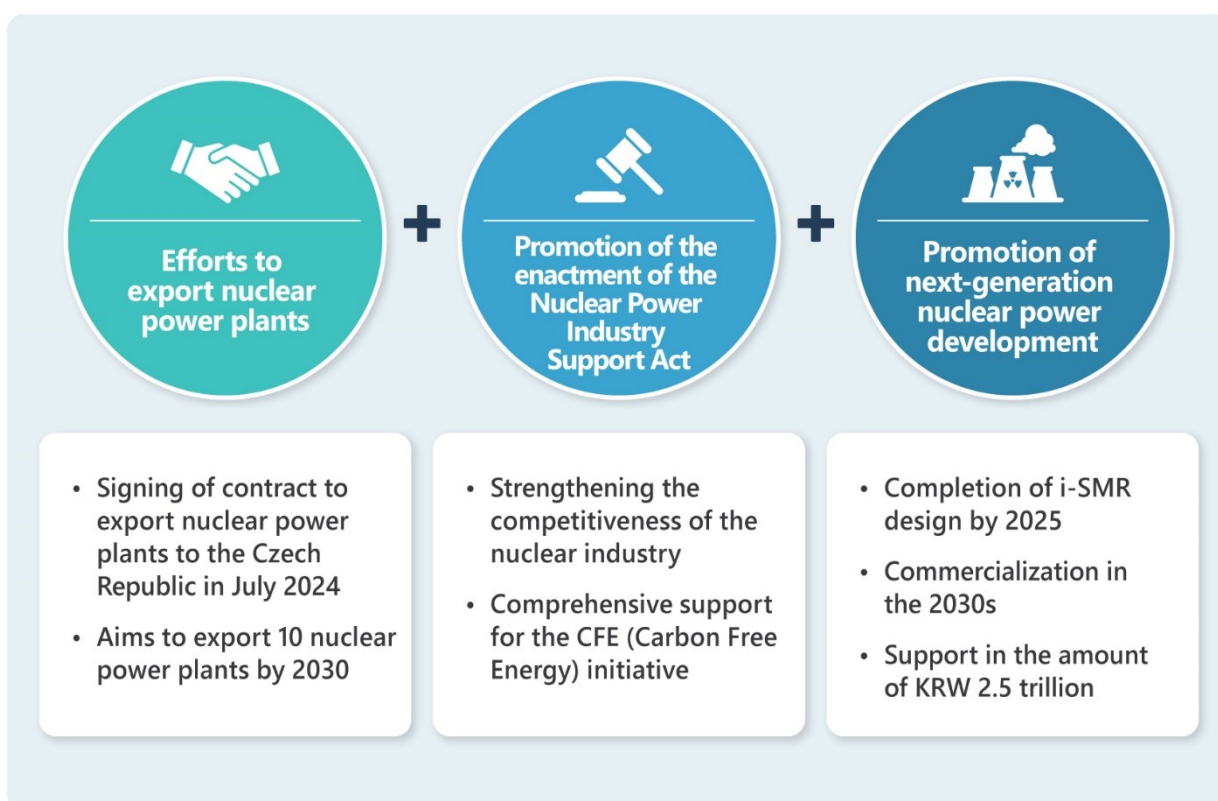 Efforts to
export nuclear
power plants
Promotion of the
enactment of the
Nuclear Power
Industry
Support Act
Promotion of
next-generation
nuclear power
development
• Signing of contract to
export nuclear power
plants to the Czech
Republic in July 2024
• Aims to export 10 nuclear
power plants by 2030
• Strengthening the
competitiveness of the
nuclear industry
• Comprehensive support
for the CFE (Carbon Free
Energy) initiative
• Completion of i-SMR
design by 2025
• Commercialization in
the 2030s
• Support in the amount
of KRW 2.5 trillion